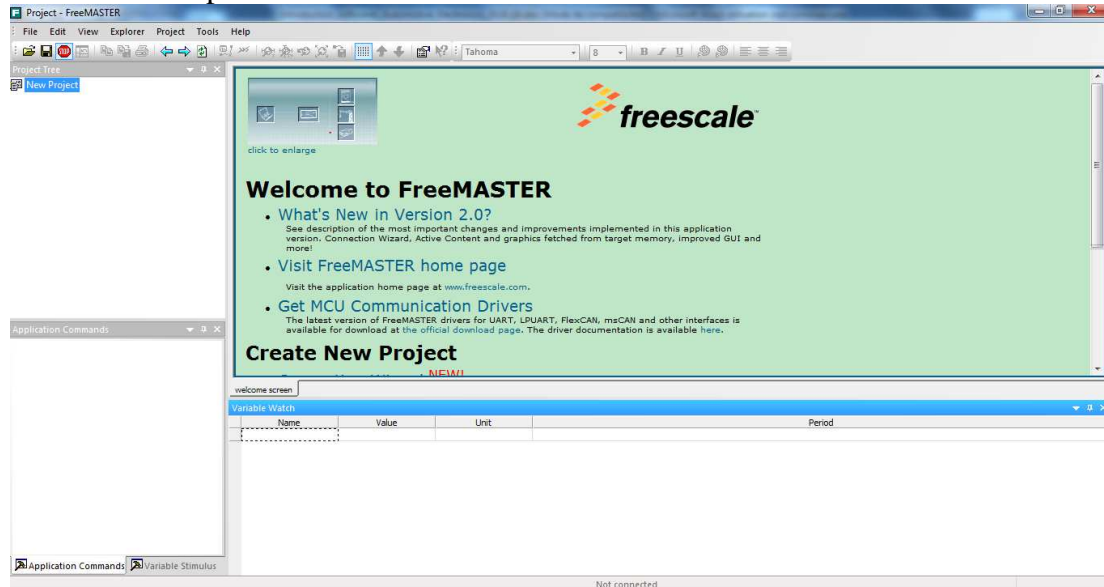 Project - FreeMASTER
File Edit View Explorer Project Tools Help
Tahoma 8 B I U
Project Tree
New Project
freescale
click to enlarge
Welcome to FreeMASTER
What's New in Version 2.0?
See description of the most important changes and improvements implemented in this application
version. Connection Wizard, Active Content and graphics fetched from target memory, improved GUI and
more!
Visit FreeMASTER home page
Visit the application home page at www.freescale.com.
Get MCU Communication Drivers
The latest version of FreeMASTER drivers for UART, LPUART, FlexCAN, msCAN and other interfaces is
available for download at the official download page. The driver documentation is available here.
Create New Project
NEW!
welcome screen
Application Commands
Variable Watch
Name Value Unit Period
Application Commands Variable Stimulus
Not connected